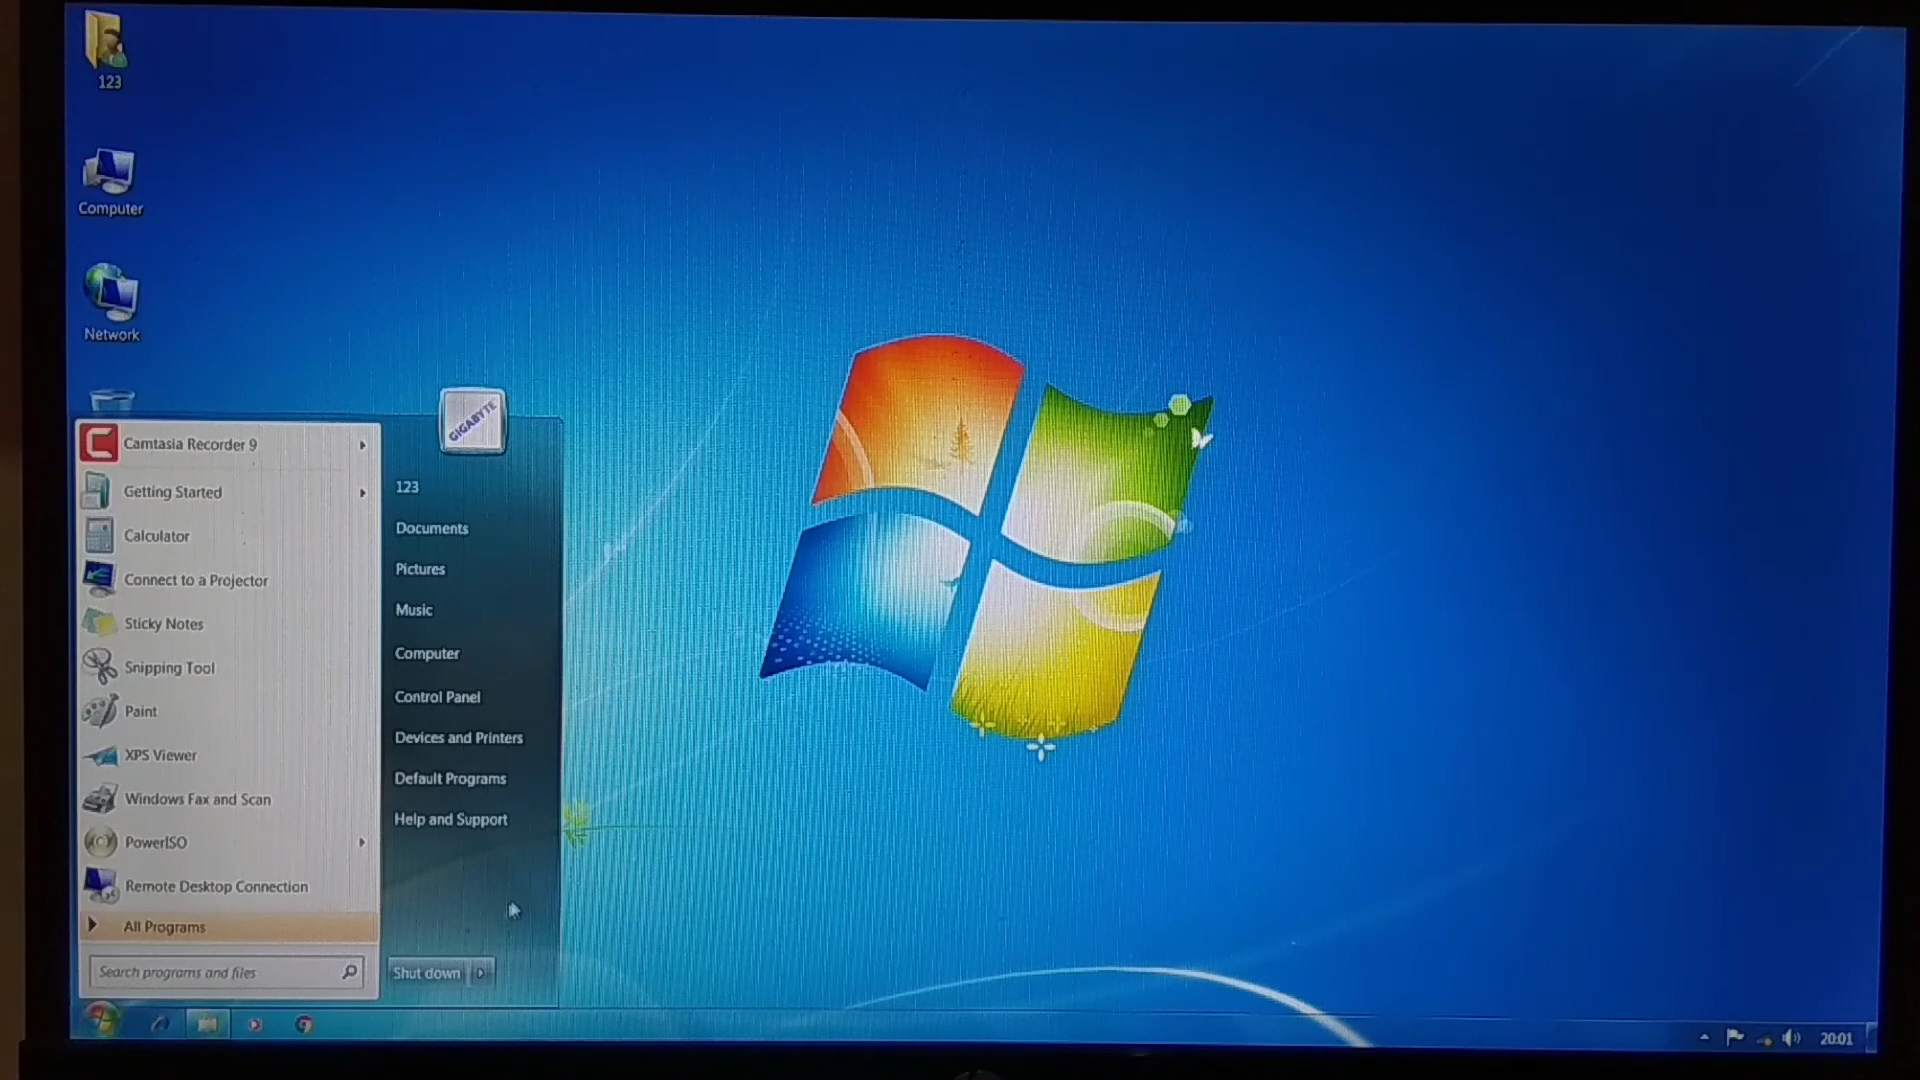 123
Computer
Network
GIGABYTE
Camtasia Recorder 9
Getting Started
Calculator
Connect to a Projector
Sticky Notes
Snipping Tool
Paint
XPS Viewer
Windows Fax and Scan
PowerISO
Remote Desktop Connection
All Programs
Search programs and files
123
Documents
Pictures
Music
Computer
Control Panel
Devices and Printers
Default Programs
Help and Support
Shut down
20:01